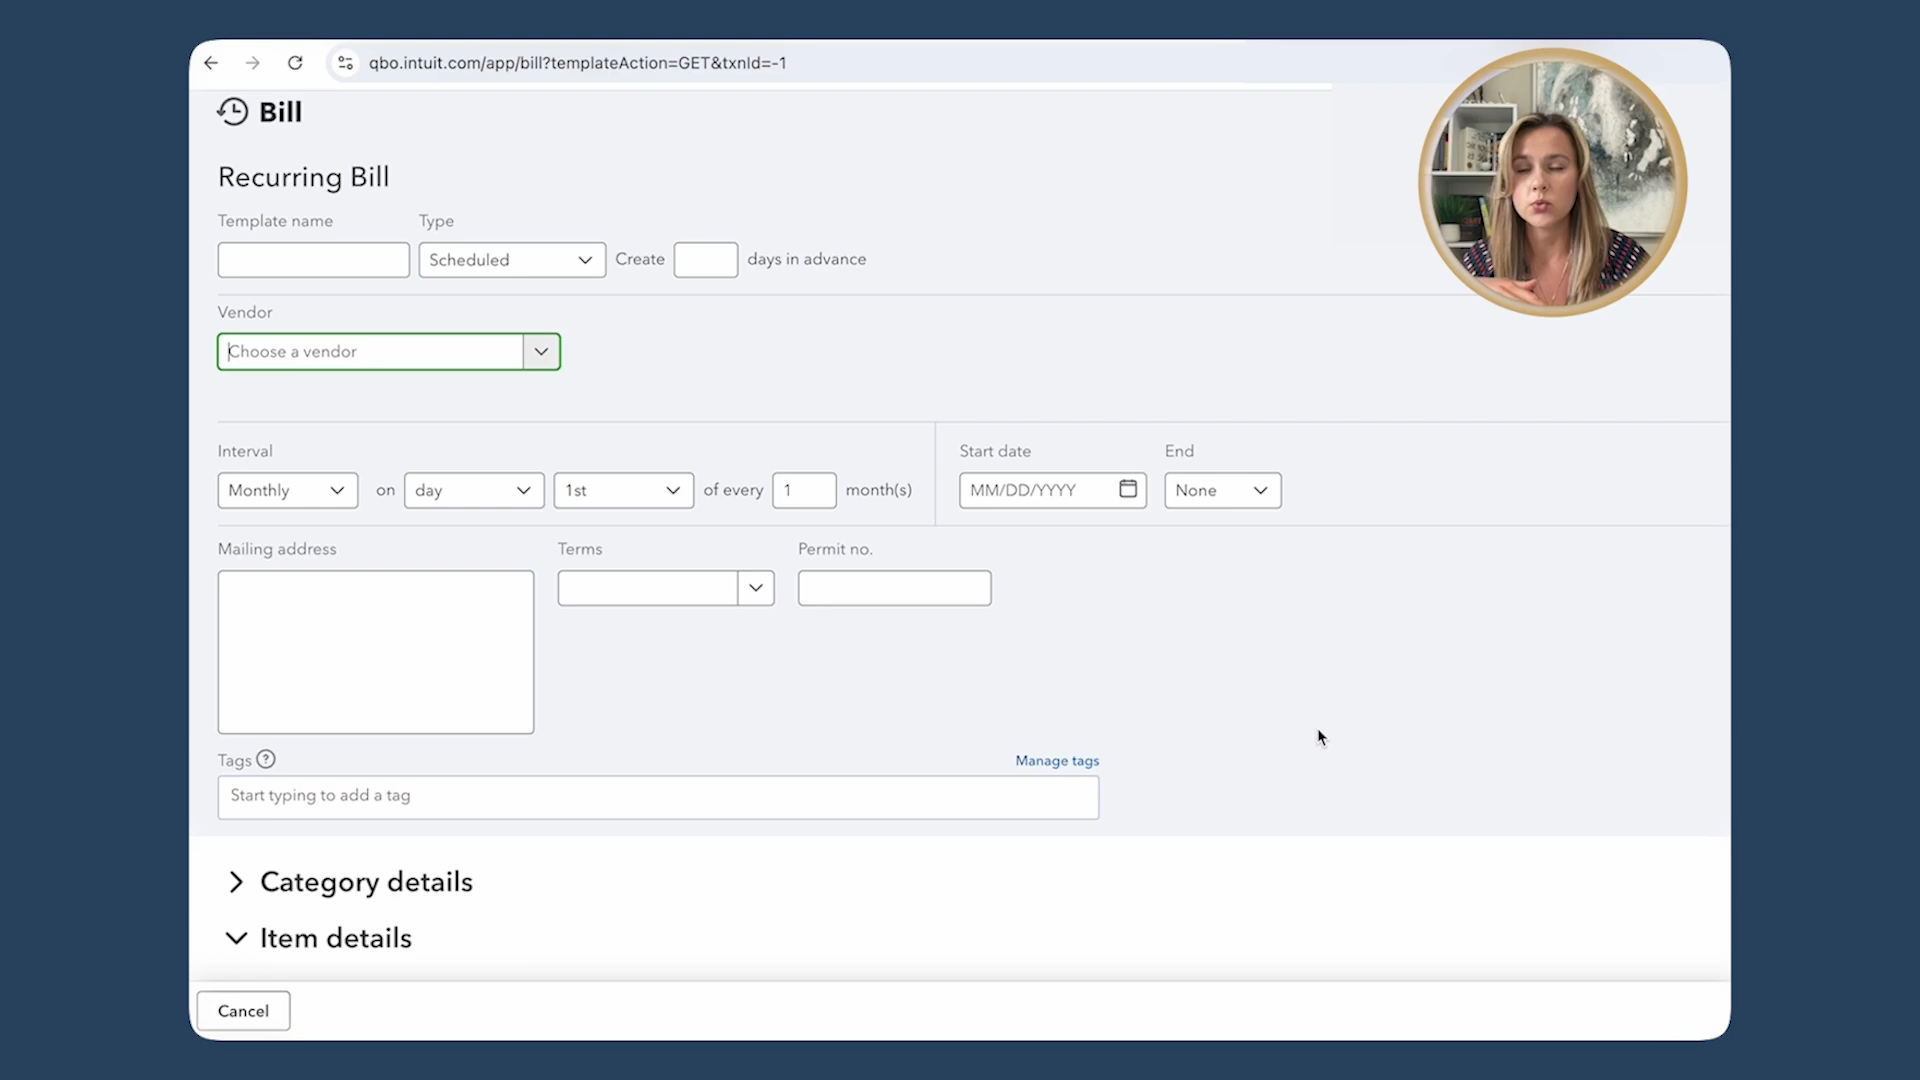 qbo.intuit.com/app/bill?templateAction=GET&txnId=-1
Bill
Recurring Bill
Template name Type
Scheduled Create days in advance
Vendor
Choose a vendor
Interval Start date End
Monthly on day 1st of every 1 month(s) MM/DD/YYYY None
Mailing address Terms Permit no.
Tags ? Manage tags
Start typing to add a tag
Category details
Item details
Cancel